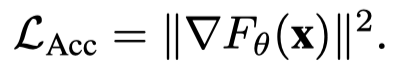 ℒ_Acc = ‖∇F_θ(𝐱)‖².